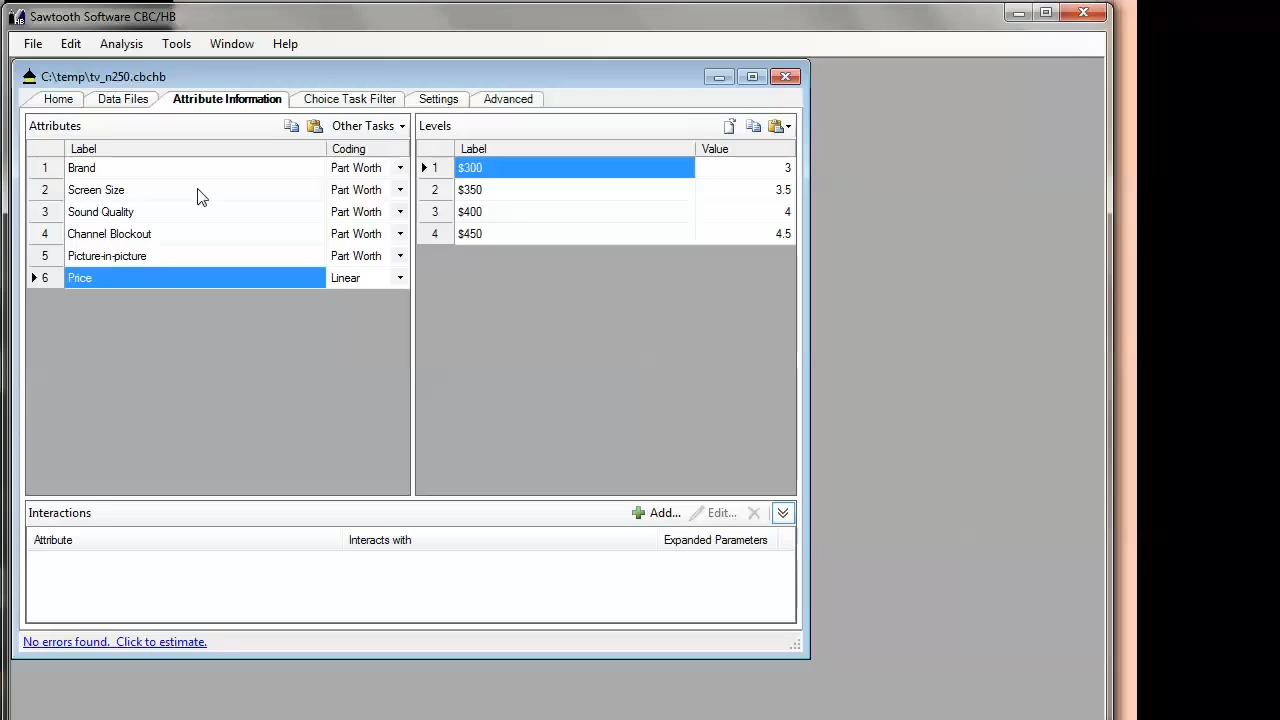 HB Sawtooth Software CBC/HB
File Edit Analysis Tools Window Help
C:\temp\tv_n250.cbchb
Home Data Files Attribute Information Choice Task Filter Settings Advanced
Attributes Other Tasks Levels
Label Coding Label Value
1 Brand Part Worth 1 $300 3
2 Screen Size Part Worth 2 $350 3.5
3 Sound Quality Part Worth 3 $400 4
4 Channel Blockout Part Worth 4 $450 4.5
5 Picture-in-picture Part Worth
6 Price Linear
Interactions Add... Edit...
Attribute Interacts with Expanded Parameters
No errors found. Click to estimate.